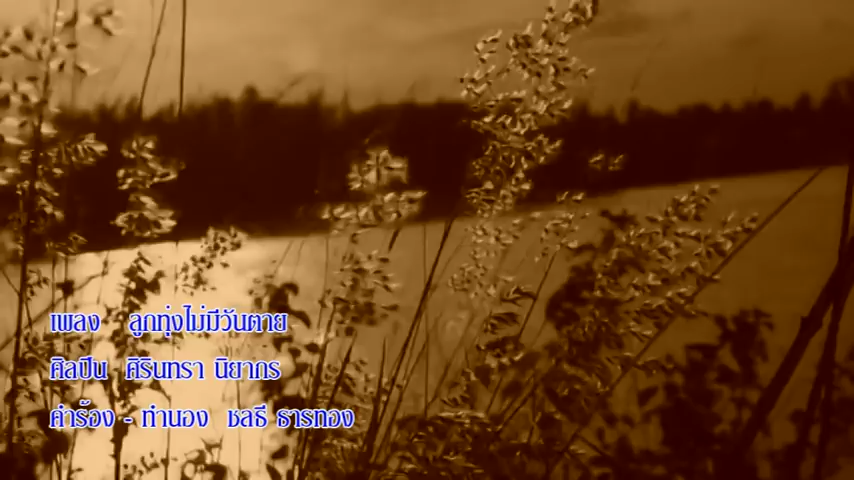 เพลง ลูกทุ่งไม่มีวันตาย
ศิลปิน ศิรินทรา นิยากร
คำร้อง - ทำนอง ชลธี ธารทอง